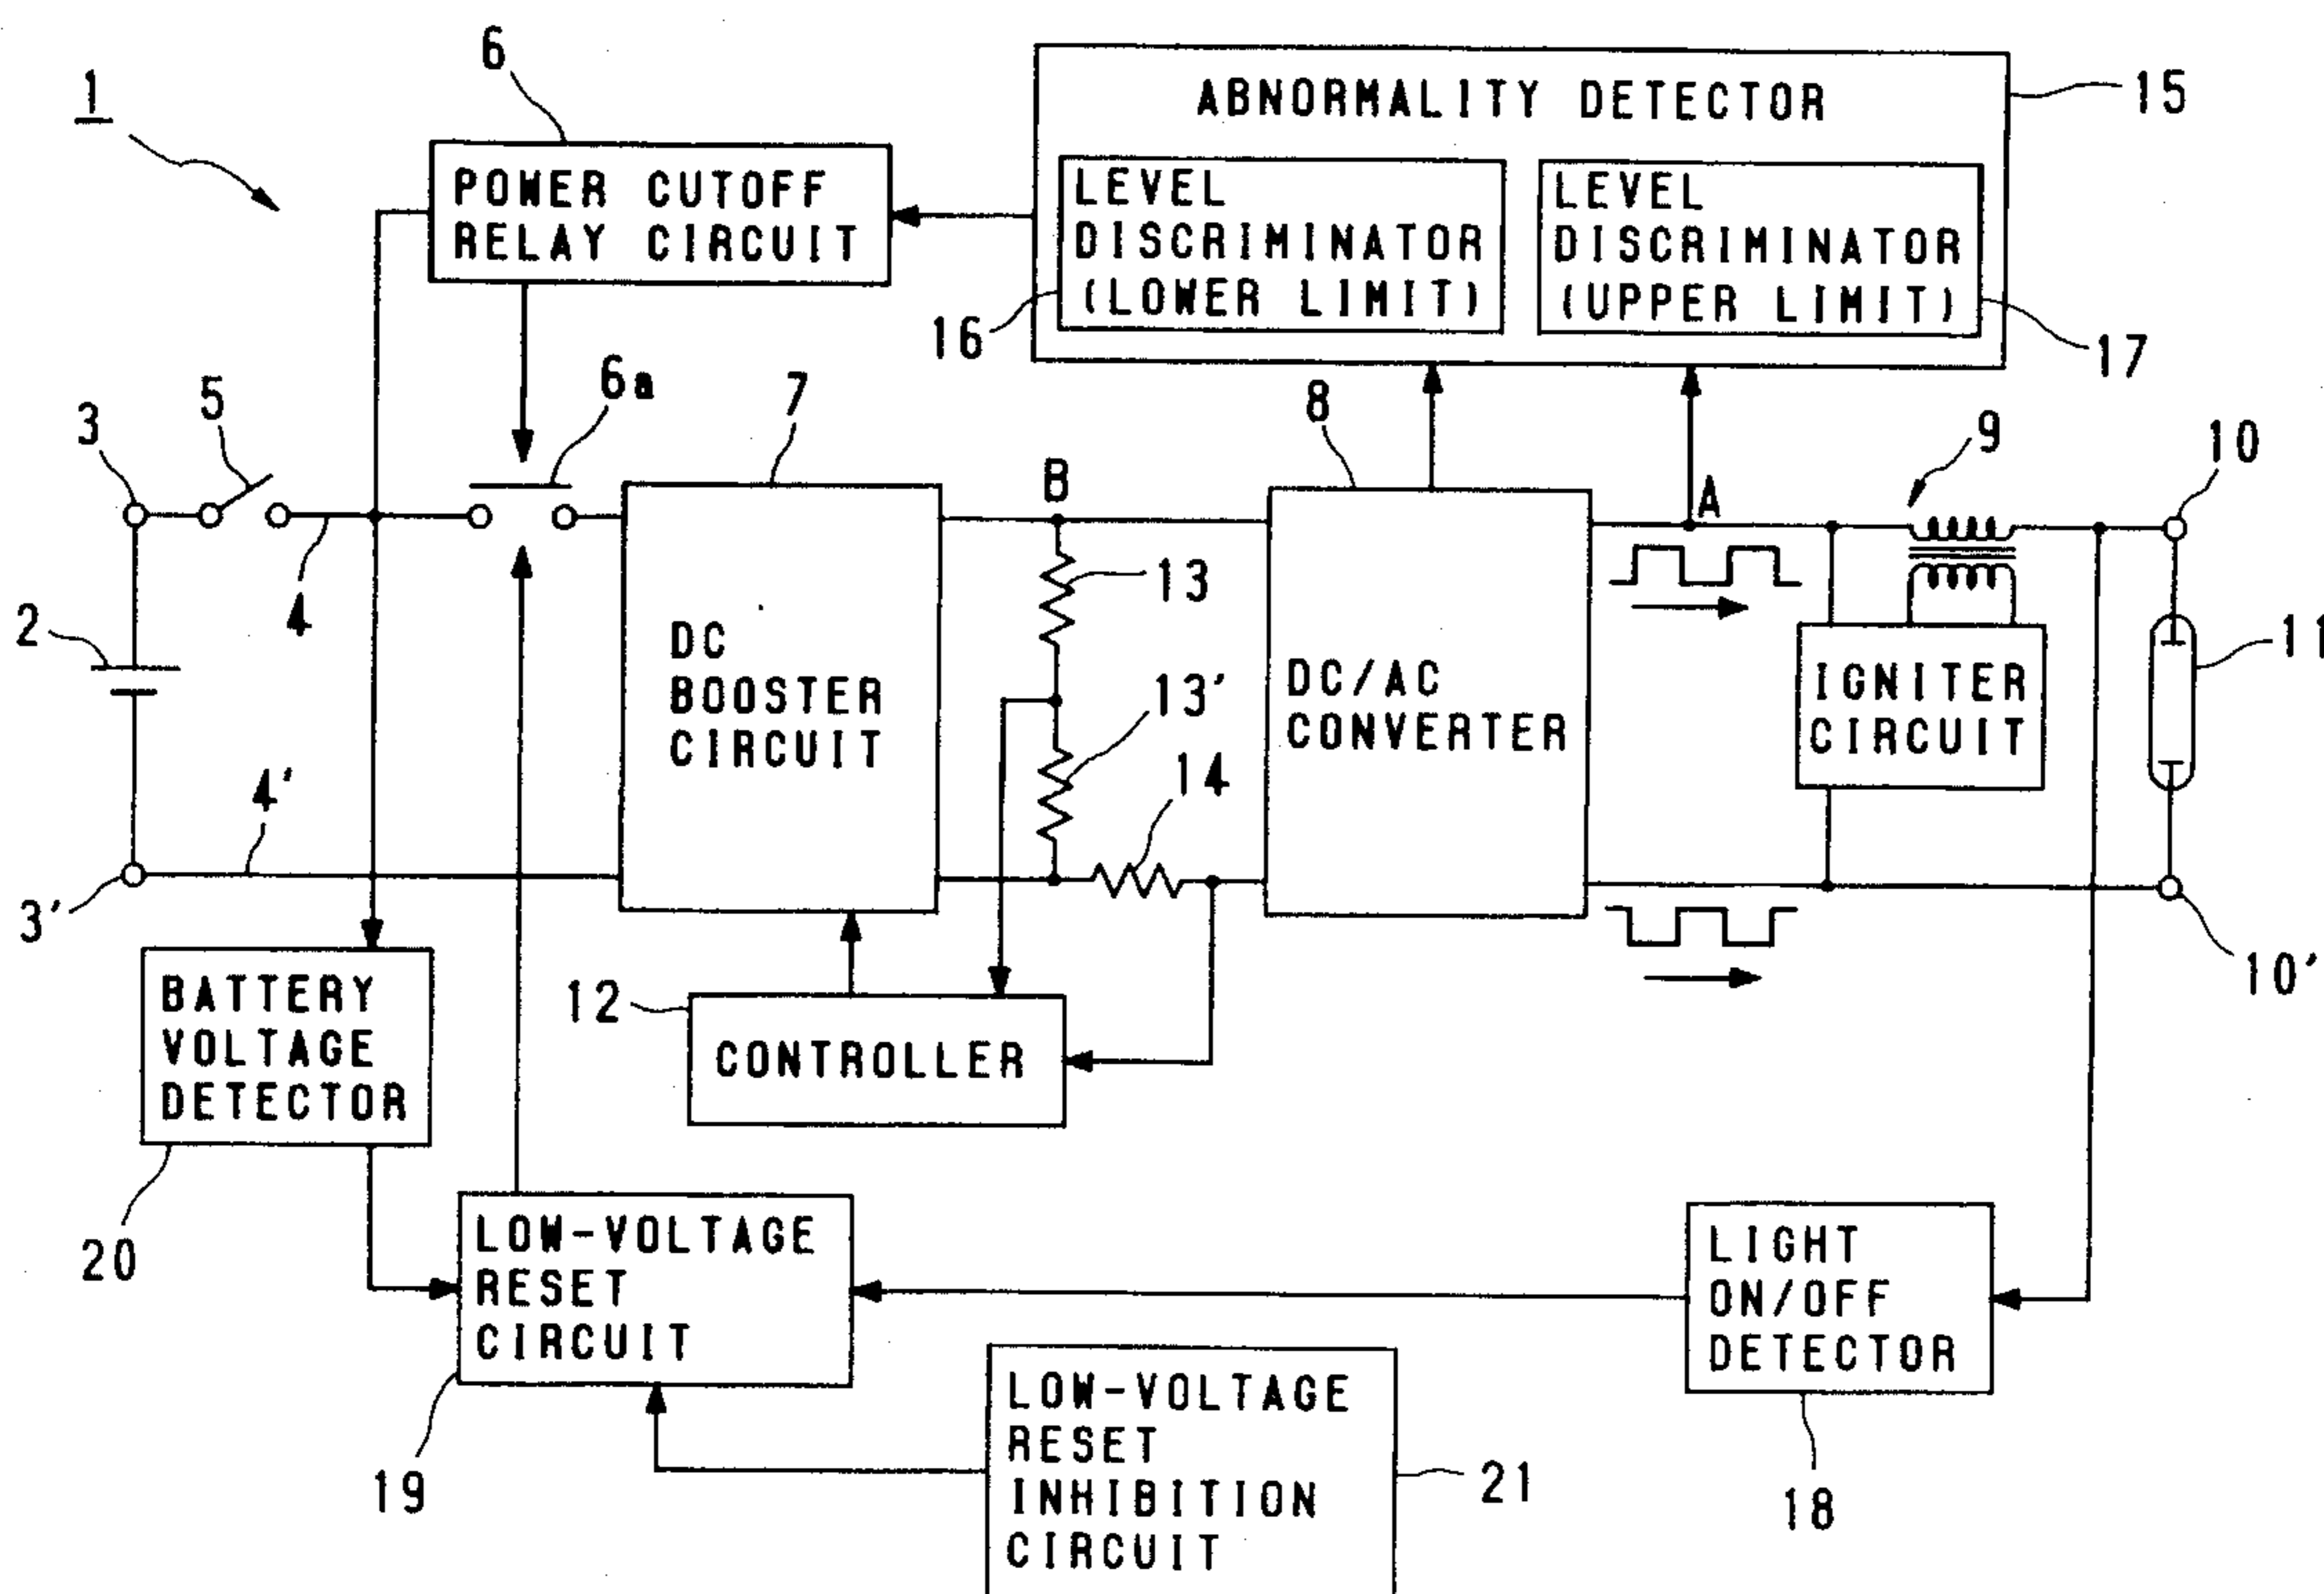 1
6
POWER CUTOFF
RELAY CIRCUIT
ABNORMALITY DETECTOR
15
LEVEL
DISCRIMINATOR
(LOWER LIMIT)
16
LEVEL
DISCRIMINATOR
(UPPER LIMIT)
17
3
5
6a
7
B
8
A
9
10
4
2
13
13'
14
DC
BOOSTER
CIRCUIT
DC/AC
CONVERTER
IGNITER
CIRCUIT
11
4'
3'
10'
BATTERY
VOLTAGE
DETECTOR
20
12
CONTROLLER
LOW-VOLTAGE
RESET
CIRCUIT
19
LOW-VOLTAGE
RESET
INHIBITION
CIRCUIT
21
LIGHT
ON/OFF
DETECTOR
18